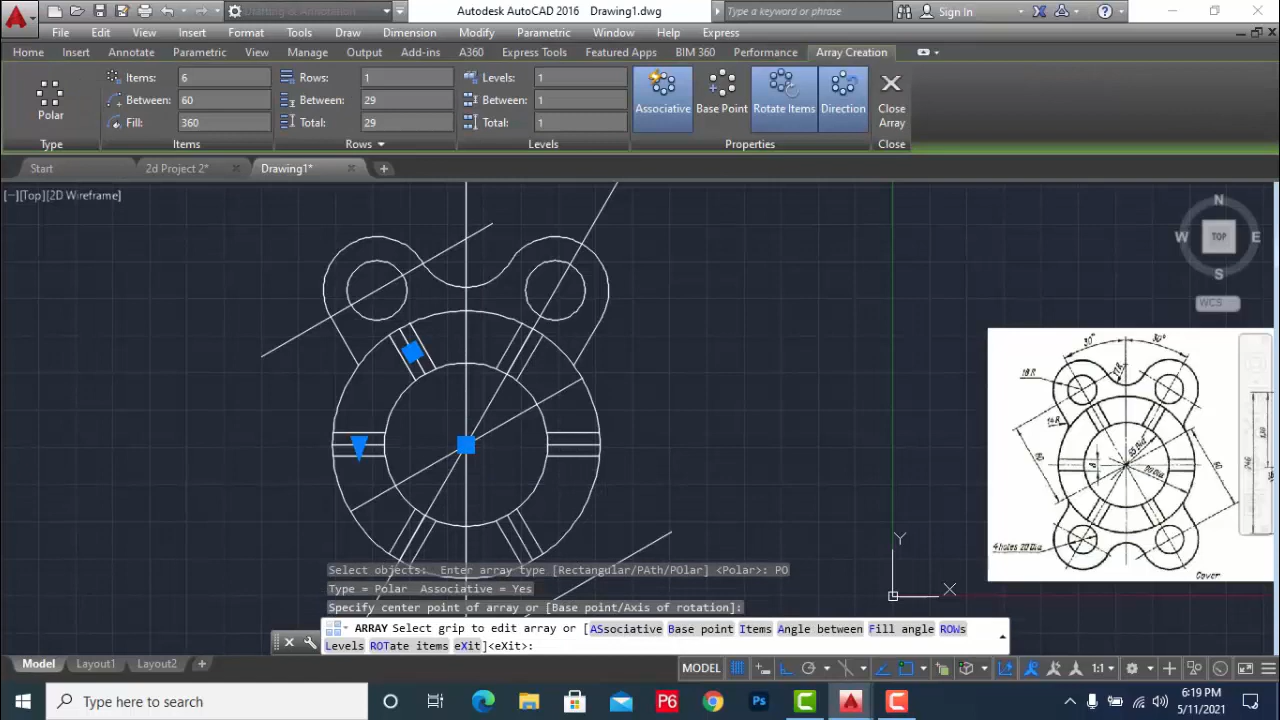 Drafting & Annotation
Autodesk AutoCAD 2016 Drawing1.dwg
Type a keyword or phrase
Sign In
File Edit View Insert Format Tools Draw Dimension Modify Parametric Window Help Express
Home Insert Annotate Parametric View Manage Output Add-ins A360 Express Tools Featured Apps BIM 360 Performance Array Creation
Items: 6 Rows: 1 Levels: 1
Between: 60 Between: 29 Between: 1
Fill: 360 Total: 29 Total: 1
Polar
Associative Base Point Rotate Items Direction Close Array
Type Items Rows Levels Properties Close
Start 2d Project 2* Drawing1*
[−][Top][2D Wireframe]
N
W TOP E
S
WCS
30° 30°
18 R
14R
4 holes 20 Dia
Cover
Y
X
Select objects: Enter array type [Rectangular/PAth/POlar] <Polar>: PO
Type = Polar Associative = Yes
Specify center point of array or [Base point/Axis of rotation]:
ARRAY Select grip to edit array or [ASsociative Base point Items Angle between Fill angle ROWs
Levels ROTate items eXit]<eXit>:
Model Layout1 Layout2 +
MODEL 1:1
Type here to search
P6
Ps
6:19 PM
5/11/2021